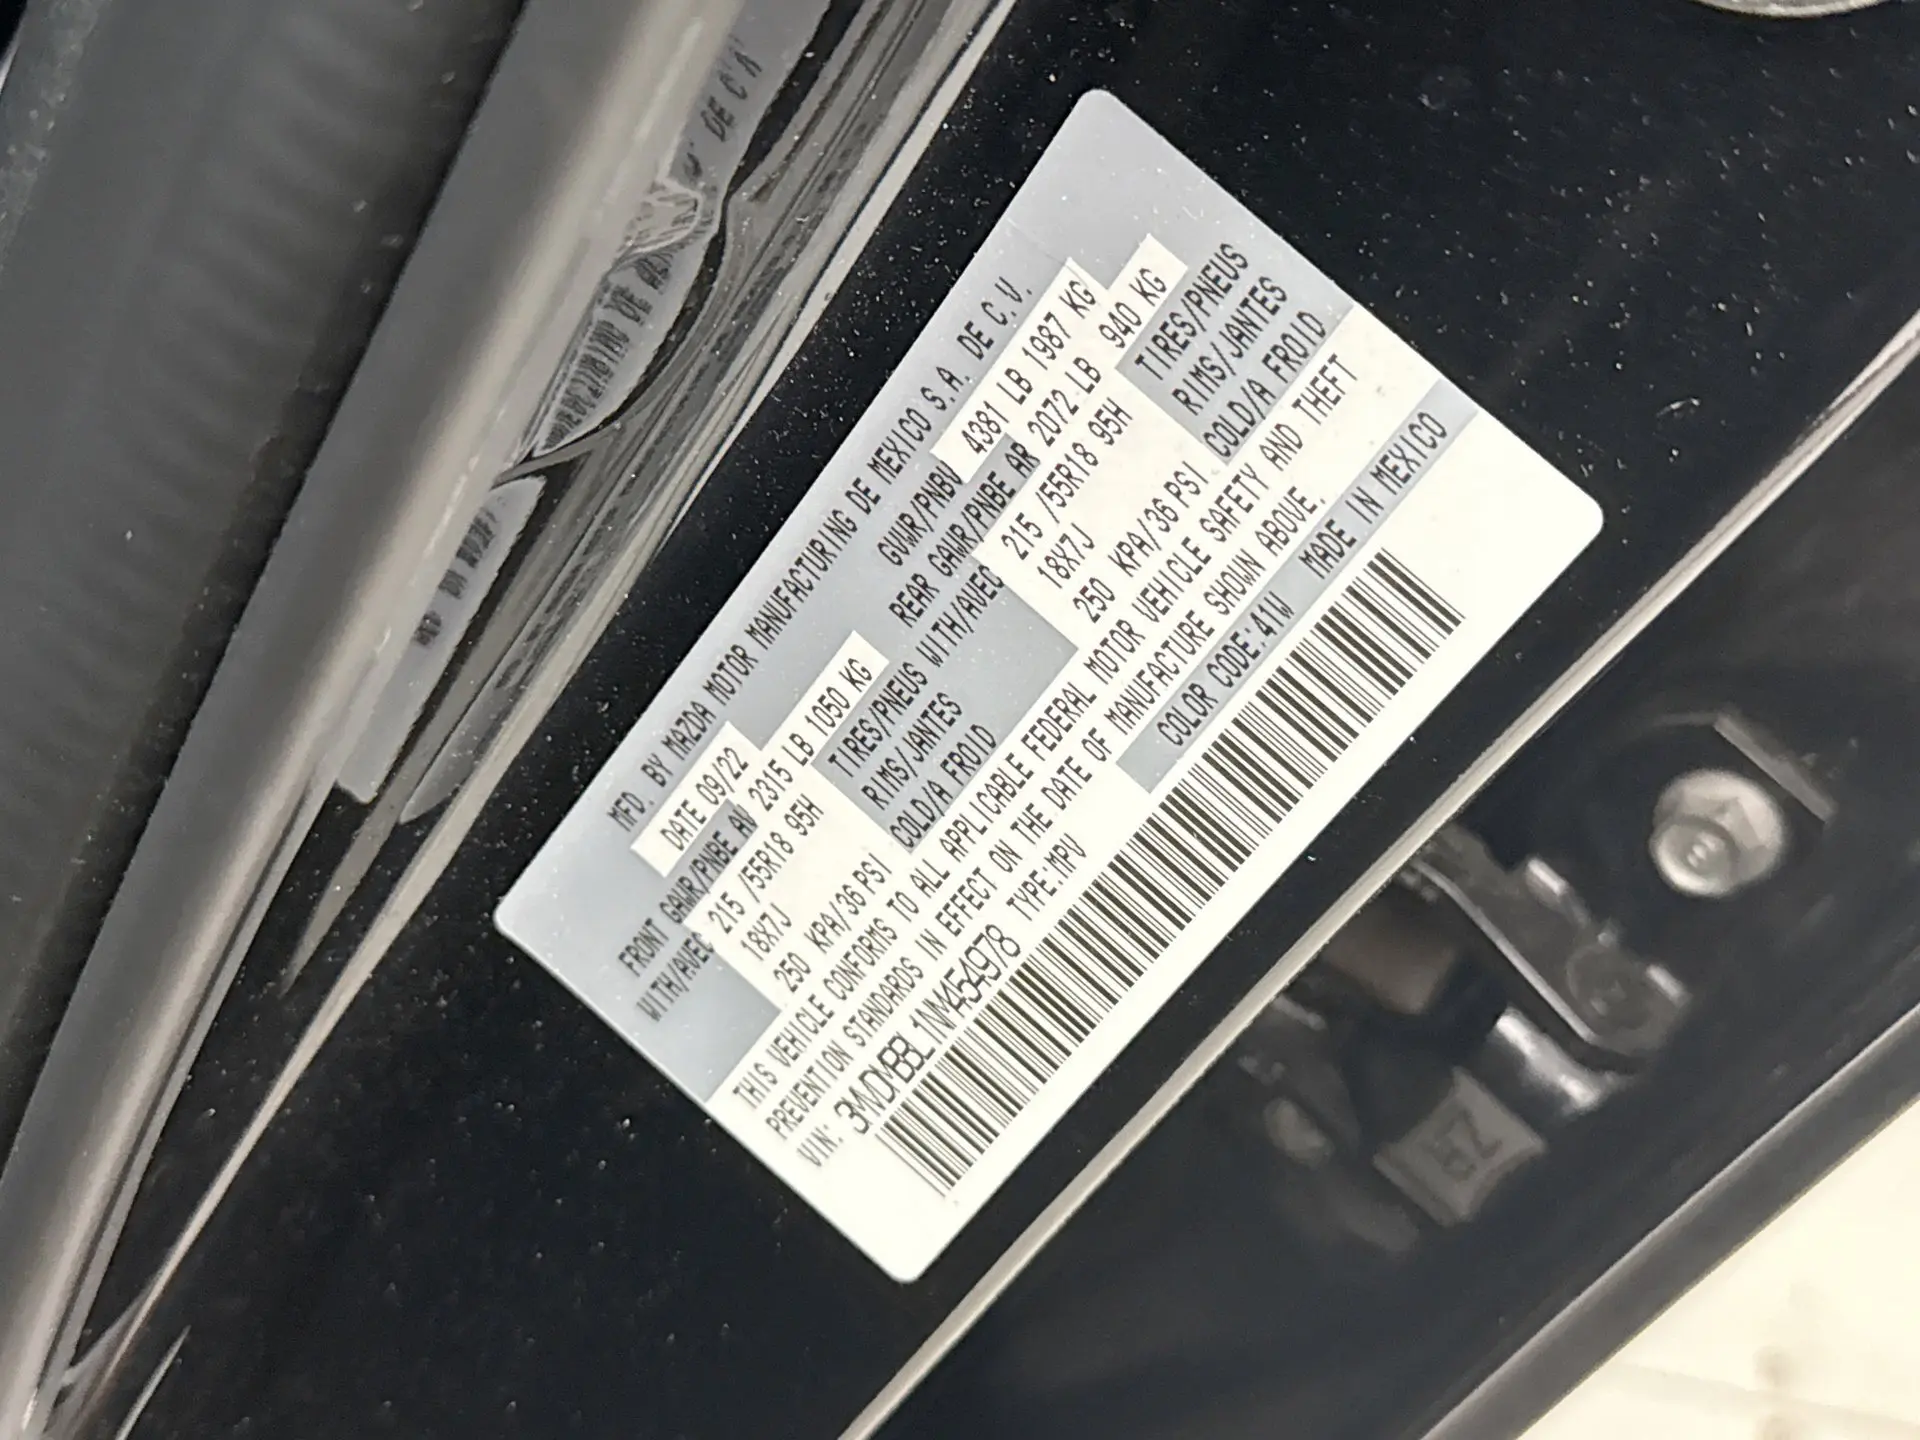 MFD. BY MAZDA MOTOR MANUFACTURING DE MEXICO S.A. DE C.V.
DATE 09/22 GVWR/PNBV 4381 LB 1987 KG
FRONT GAWR/PNBE AV 2315 LB 1050 KG REAR GAWR/PNBE AR 2072 LB 940 KG
WITH/AVEC 215 /55R18 95H TIRES/PNEUS WITH/AVEC 215 /55R18 95H TIRES/PNEUS
18X7J RIMS/JANTES 18X7J RIMS/JANTES
250 KPA/36 PSI COLD/A FROID 250 KPA/36 PSI COLD/A FROID
THIS VEHICLE CONFORMS TO ALL APPLICABLE FEDERAL MOTOR VEHICLE SAFETY AND THEFT
PREVENTION STANDARDS IN EFFECT ON THE DATE OF MANUFACTURE SHOWN ABOVE.
VIN: 3MVDMBBL1NM454978 TYPE:MPV COLOR CODE:41W MADE IN MEXICO